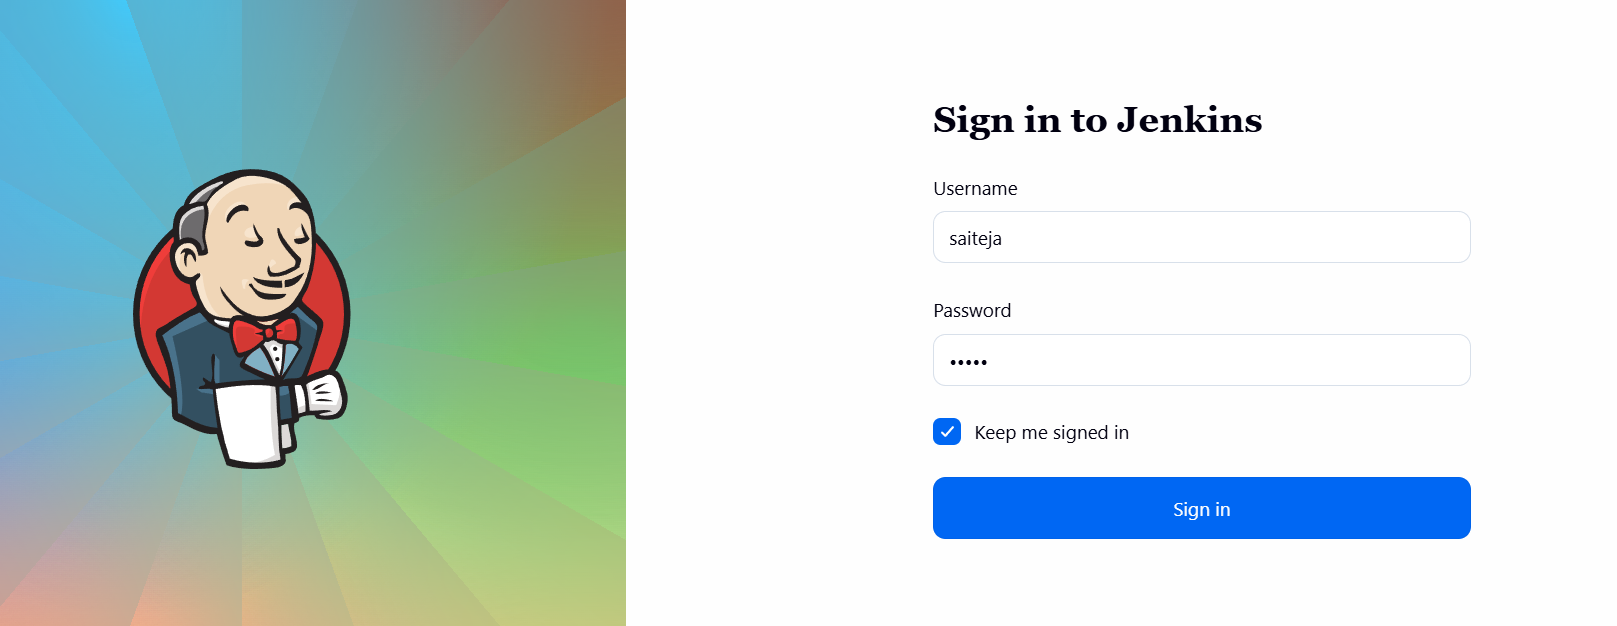 Sign in to Jenkins
Username
saiteja
Password
•••••
Keep me signed in
Sign in